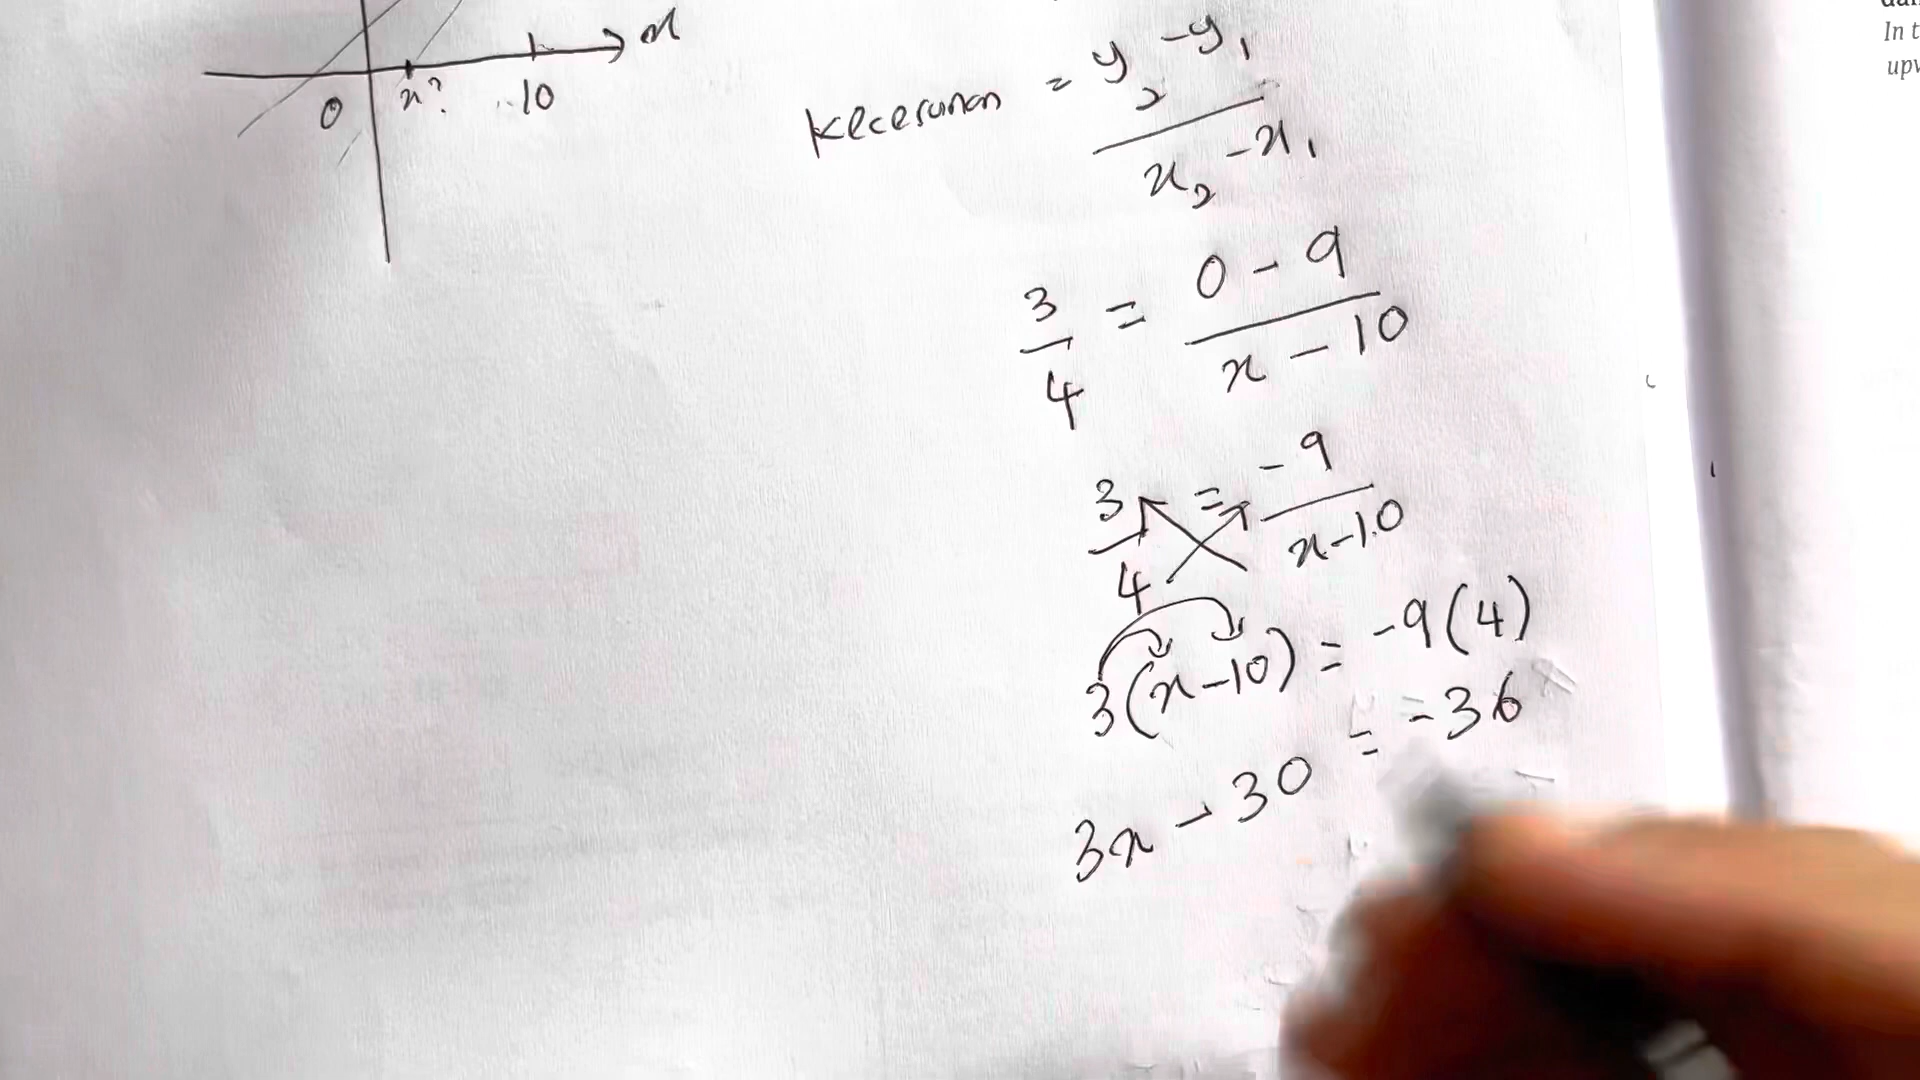 x
0 x? 10
Kecerunan = y₂ - y₁ / x₂ - x₁
3/4 = 0 - 9 / x - 10
3/4 = -9 / x - 10
3(x - 10) = -9(4)
3x - 30 = -36
In t
upw